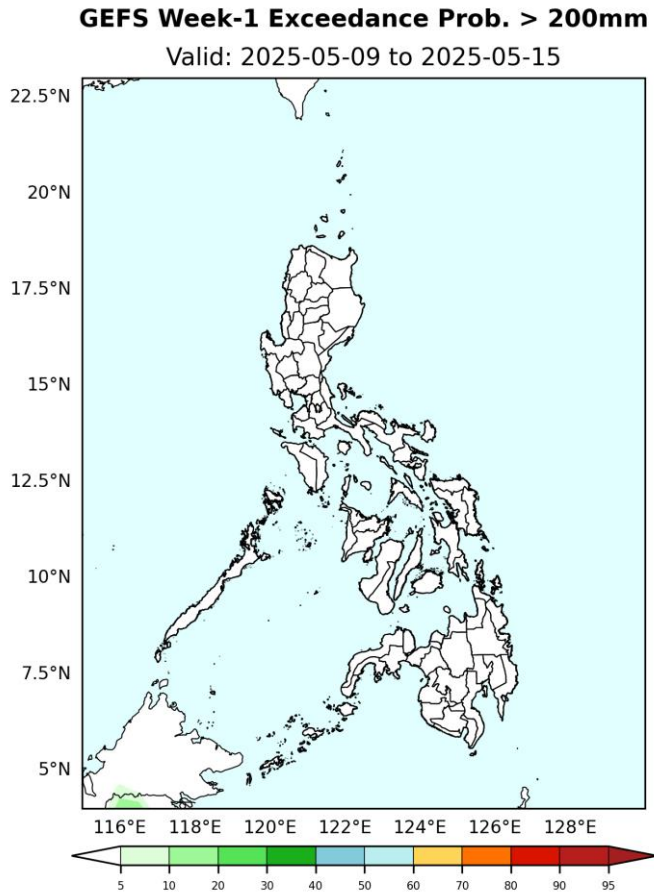 GEFS Week-1 Exceedance Prob. > 200mm
Valid: 2025-05-09 to 2025-05-15
22.5°N
20°N
17.5°N
15°N
12.5°N
10°N
7.5°N
5°N
116°E 118°E 120°E 122°E 124°E 126°E 128°E
5 10 20 30 40 50 60 70 80 90 95